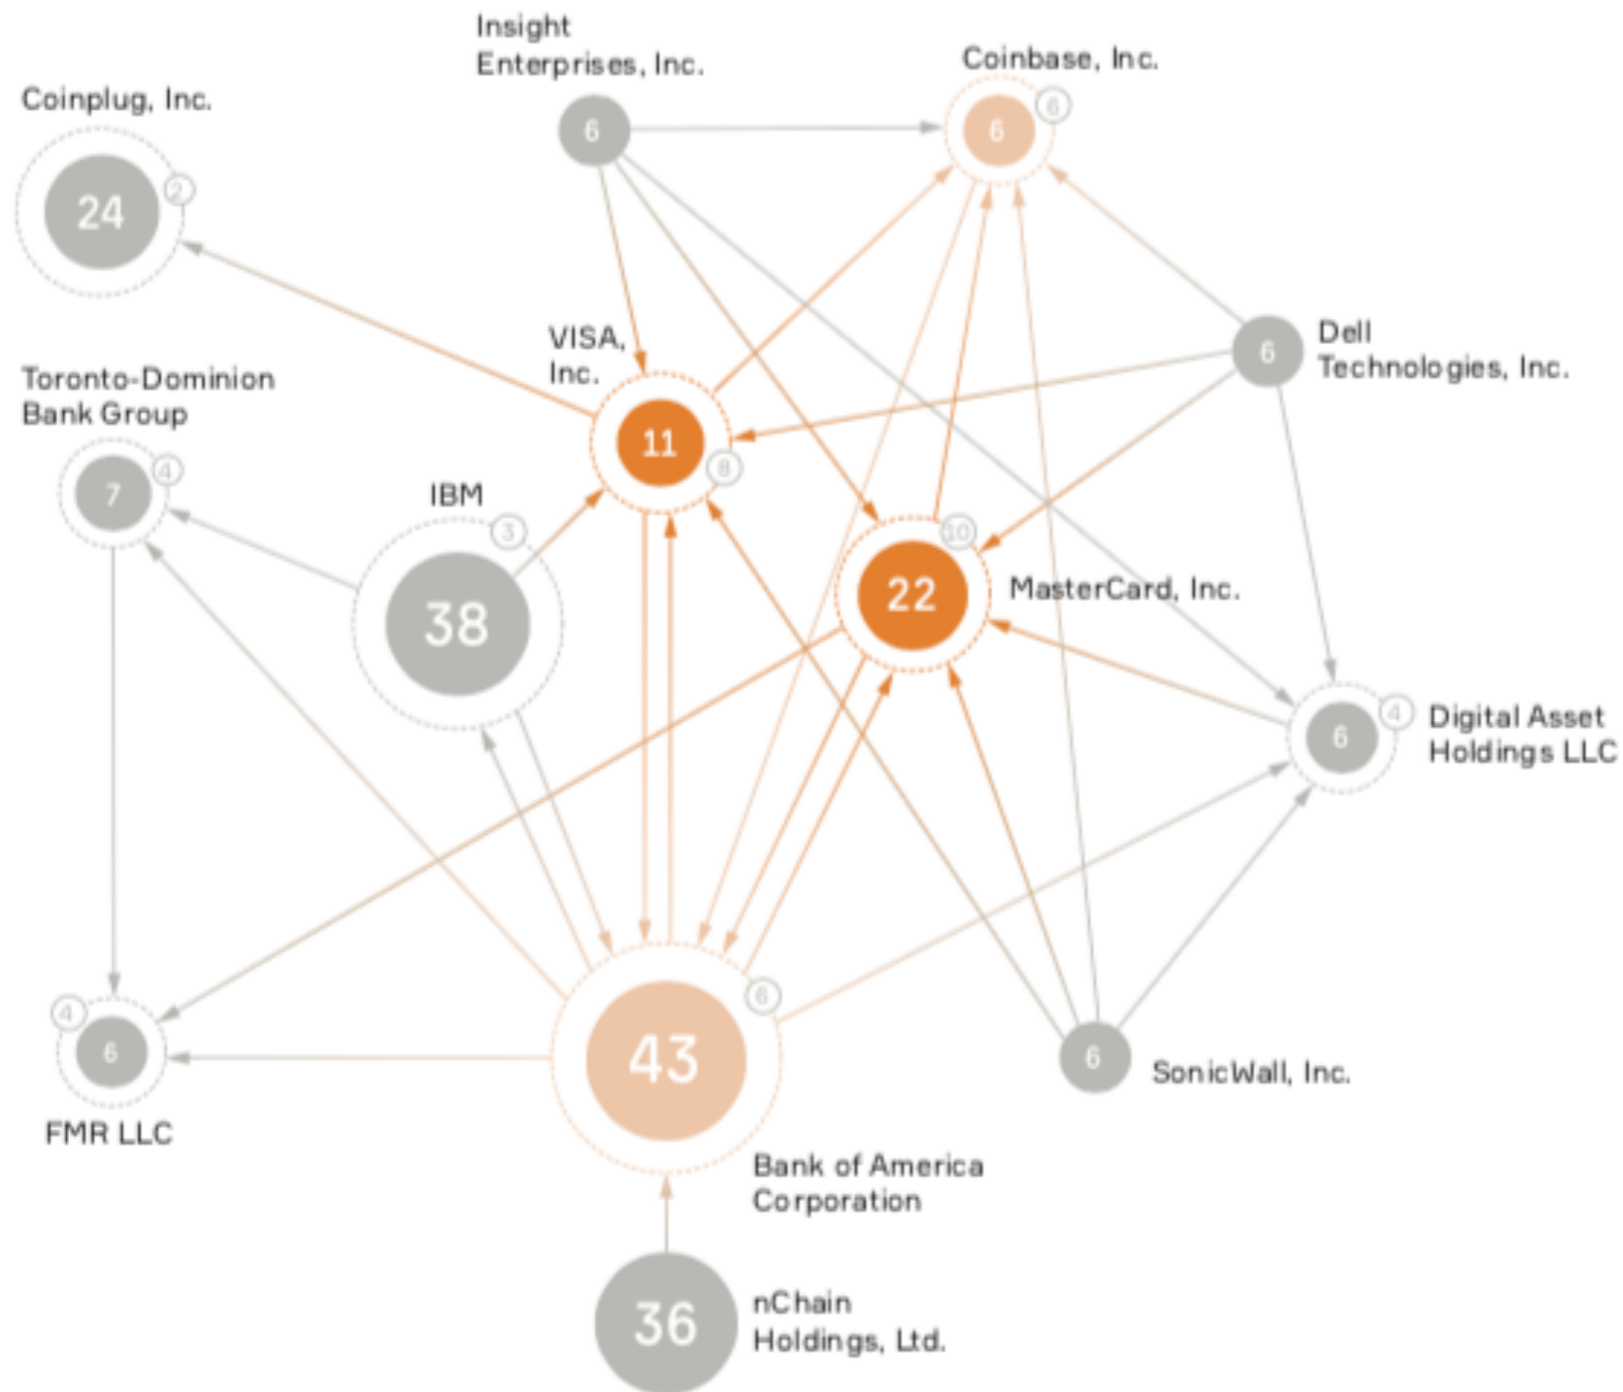 Insight
Enterprises, Inc.
6
Coinbase, Inc.
6
6
Coinplug, Inc.
24
2
VISA,
Inc.
11
8
Dell
Technologies, Inc.
6
Toronto-Dominion
Bank Group
7
4
IBM
3
38
22
10
MasterCard, Inc.
Digital Asset
Holdings LLC
6
4
4
6
FMR LLC
43
6
Bank of America
Corporation
6
SonicWall, Inc.
36
nChain
Holdings, Ltd.